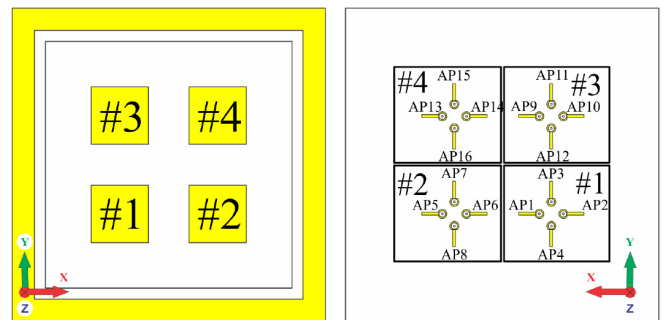 #3 #4
#1 #2
Y
X
Z
#4 AP15 AP11 #3
AP13 AP14 AP9 AP10
AP16 AP12
#2 AP7 AP3 #1
AP5 AP6 AP1 AP2
AP8 AP4
Y
X
Z